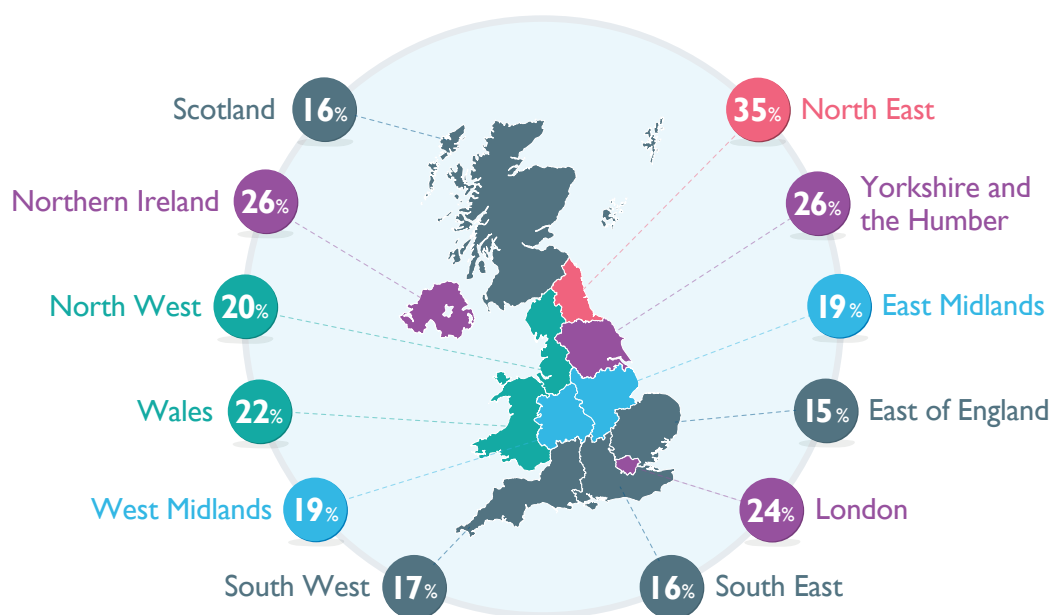 Scotland
16%
35%
North East
Northern Ireland
26%
26%
Yorkshire and
the Humber
North West
20%
19%
East Midlands
Wales
22%
15%
East of England
West Midlands
19%
24%
London
South West
17%
16%
South East